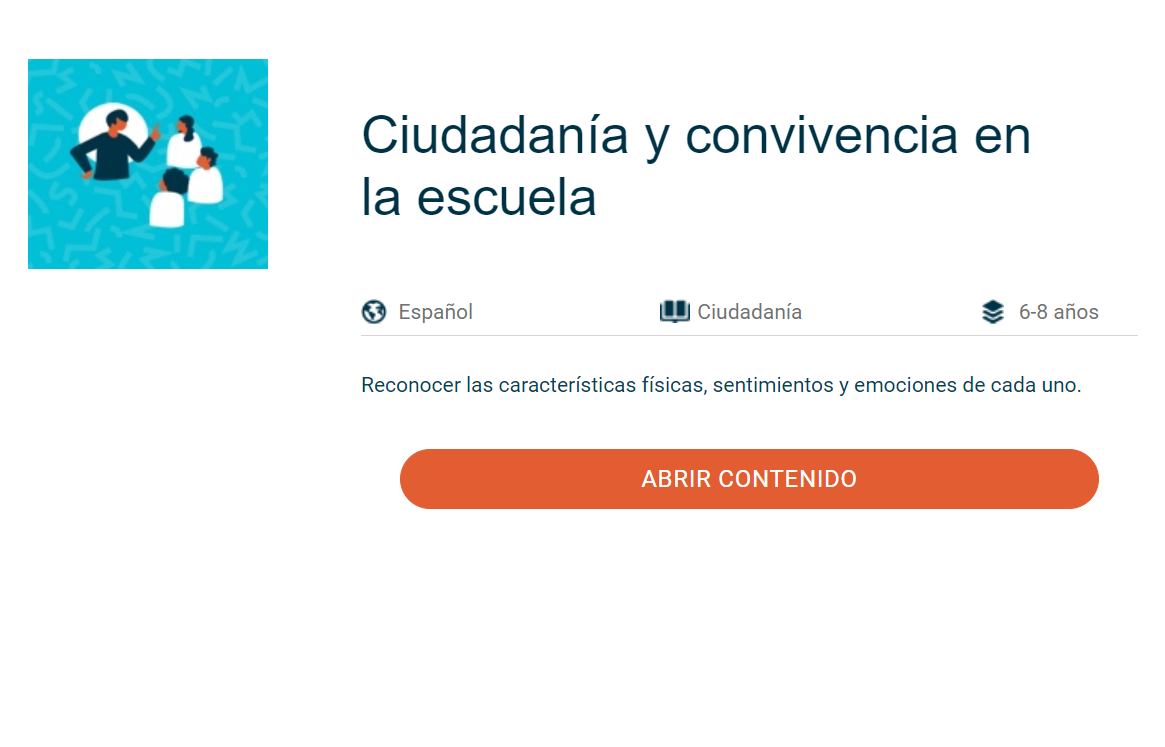 Ciudadanía y convivencia en
la escuela
Español
Ciudadanía
6-8 años
Reconocer las características físicas, sentimientos y emociones de cada uno.
ABRIR CONTENIDO